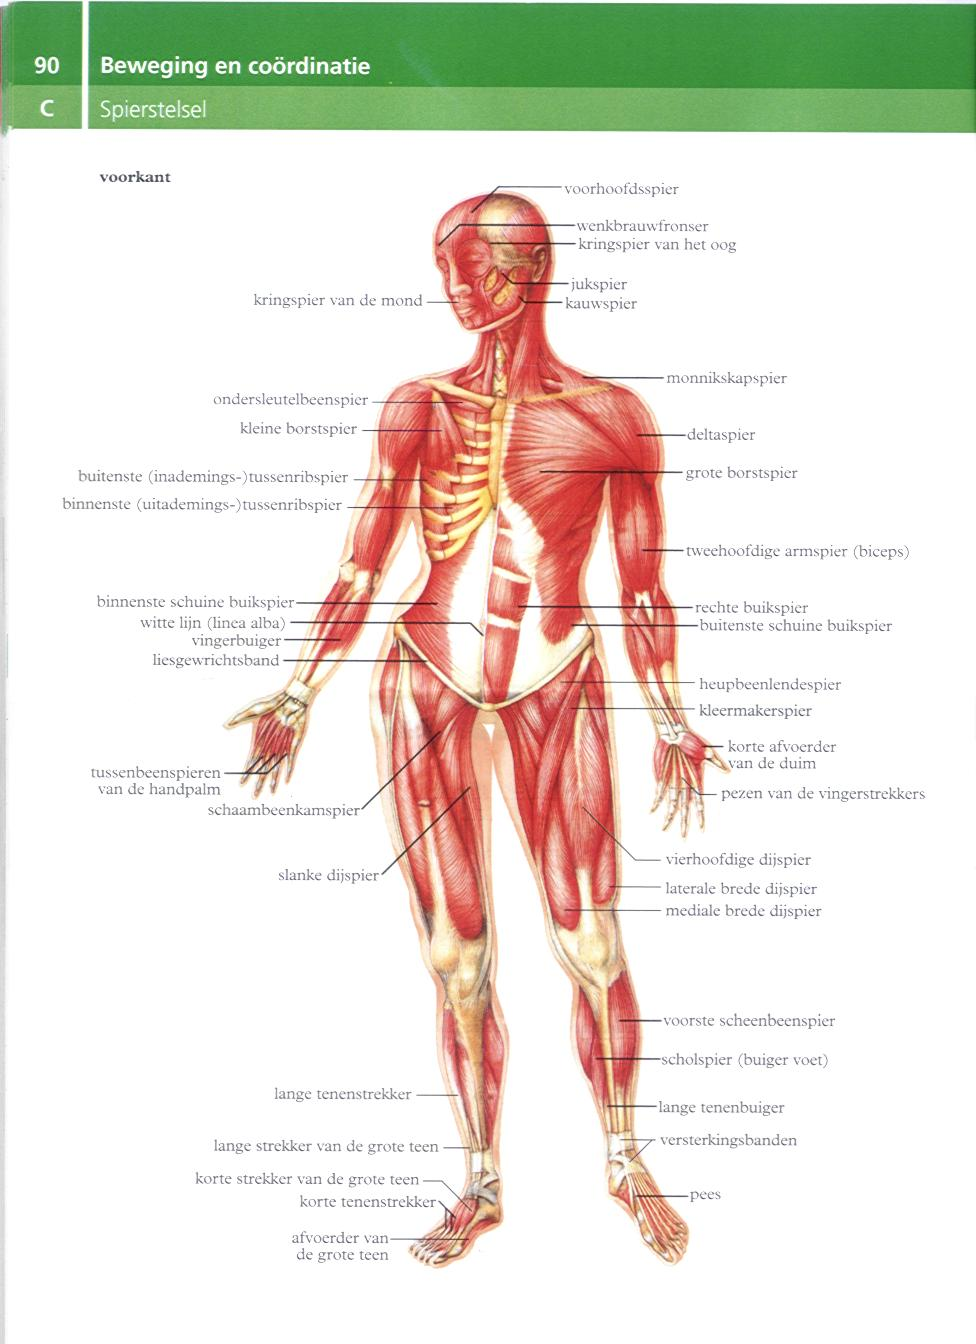 90 Beweging en coördinatie
C Spierstelsel
voorkant
voorhoofdsspier
wenkbrauwfronser
kringspier van het oog
jukspier
kauwspier
kringspier van de mond
monnikskapspier
ondersleutelbeenspier
kleine borstspier
deltaspier
grote borstspier
buitenste (inademings-)tussenribspier
binnenste (uitademings-)tussenribspier
tweehoofdige armspier (biceps)
binnenste schuine buikspier
witte lijn (linea alba)
vingerbuiger
liesgewrichtsband
rechte buikspier
buitenste schuine buikspier
heupbeenlendespier
kleermakerspier
korte afvoerder
van de duim
pezen van de vingerstrekkers
tussenbeenspieren
van de handpalm
schaambeenkamspier
slanke dijspier
vierhoofdige dijspier
laterale brede dijspier
mediale brede dijspier
voorste scheenbeenspier
scholspier (buiger voet)
lange tenenbuiger
versterkingsbanden
pees
lange tenenstrekker
lange strekker van de grote teen
korte strekker van de grote teen
korte tenenstrekker
afvoerder van
de grote teen